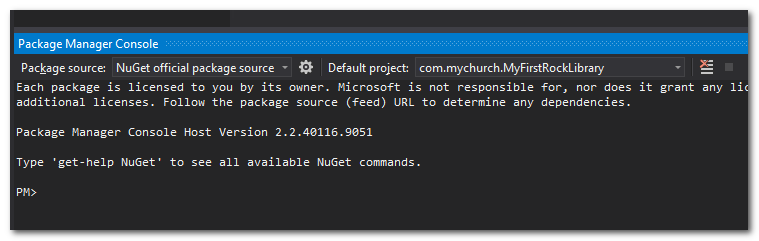 Package Manager Console
Package source: NuGet official package source Default project: com.mychurch.MyFirstRockLibrary
Each package is licensed to you by its owner. Microsoft is not responsible for, nor does it grant any lic
additional licenses. Follow the package source (feed) URL to determine any dependencies.
Package Manager Console Host Version 2.2.40116.9051
Type 'get-help NuGet' to see all available NuGet commands.
PM>